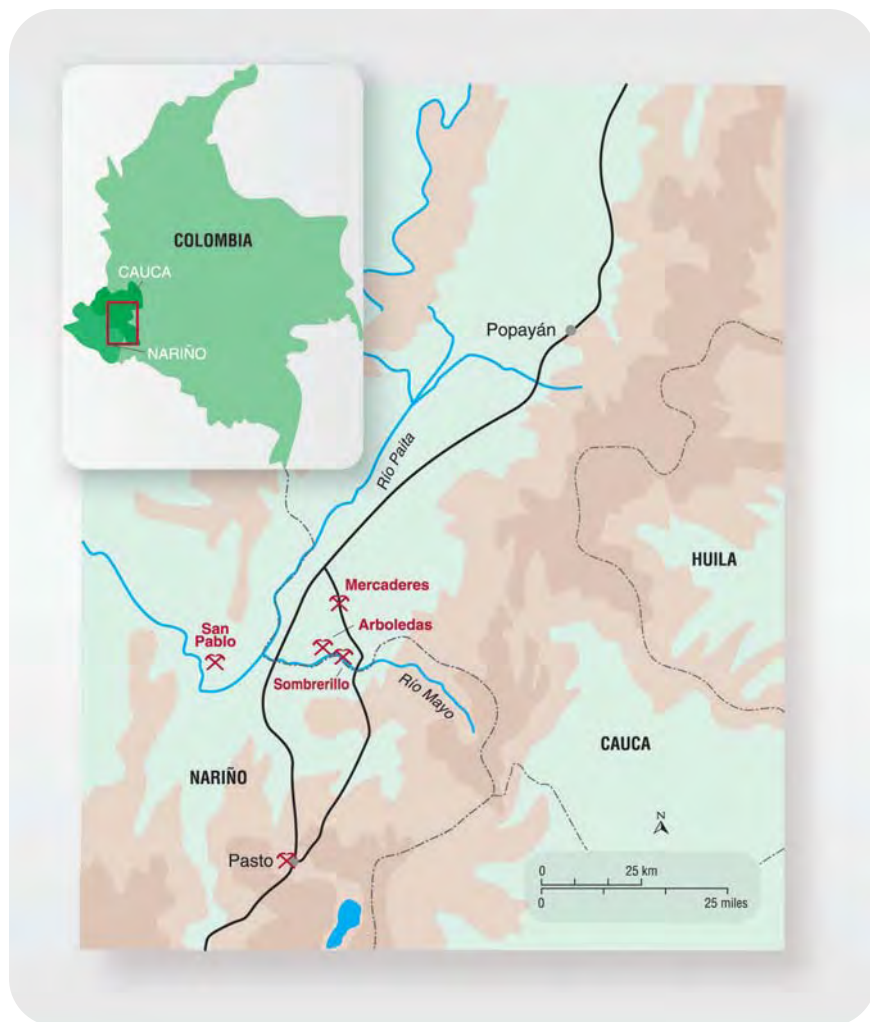 COLOMBIA
CAUCA
NARIÑO
Popayán
Río Paita
HUILA
Mercaderes
Arboledas
San
Pablo
Sombrerillo
Río Mayo
CAUCA
NARIÑO
N
Pasto
0 25 km
0 25 miles